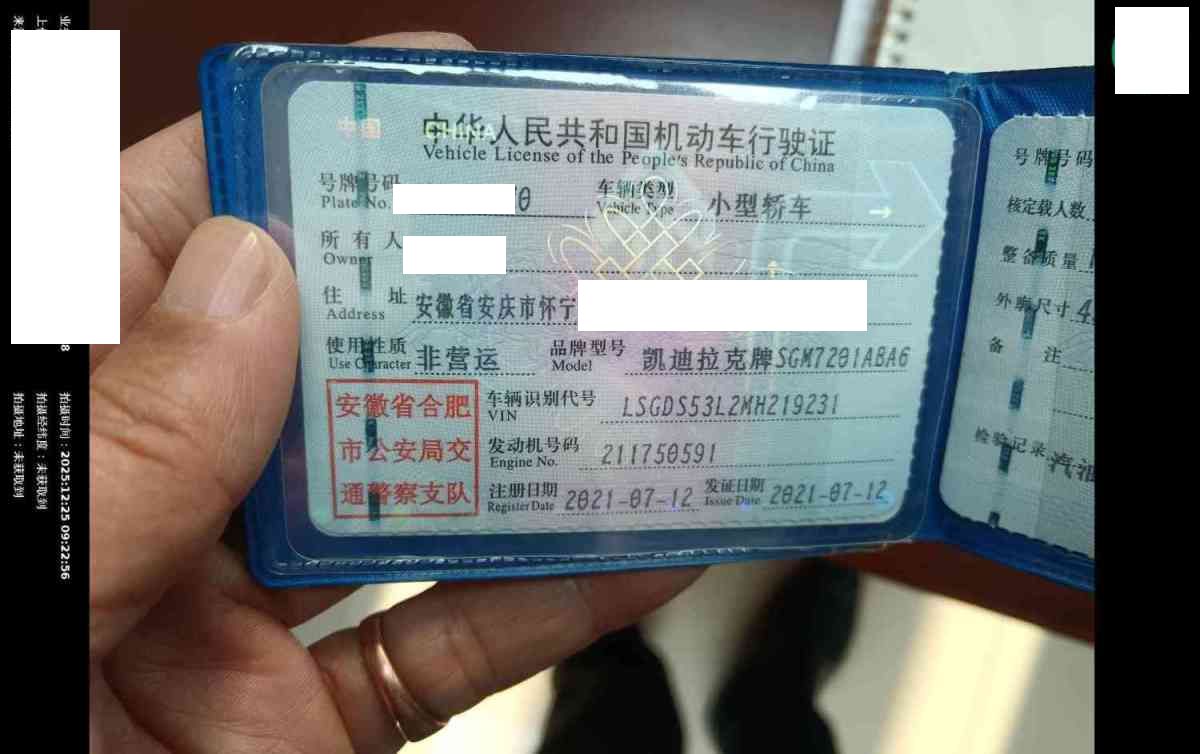 中国 CHINA
中华人民共和国机动车行驶证
Vehicle License of the People's Republic of China
号牌号码
Plate No.
0
车辆类型
Vehicle Type
小型轿车
所有人
Owner
住址
Address
安徽省安庆市怀宁
使用性质
Use Character
非营运
品牌型号
Model
凯迪拉克牌SGM7201ABA6
安徽省合肥
市公安局交
通警察支队
车辆识别代号
VIN
LSGDS53L2MH219231
发动机号码
Engine No.
211750591
注册日期
Register Date
2021-07-12
发证日期
Issue Date
2021-07-12
号牌号码
核定载人数
整备质量
外廓尺寸 4
备注
检验记录
汽油
8
拍摄时间：2025:12:25 09:22:56
拍摄经纬度：未获取到
拍摄地址：未获取到